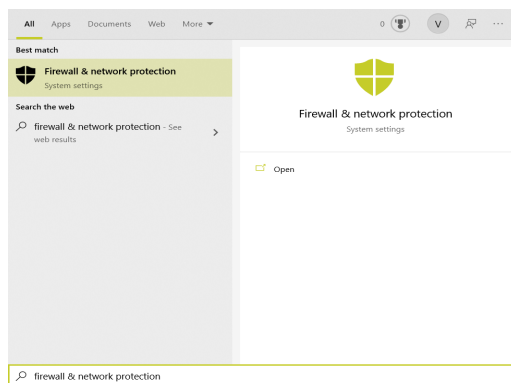 All Apps Documents Web More 0 V ...
Best match
Firewall & network protection
System settings
Search the web
firewall & network protection - See
web results
Firewall & network protection
System settings
Open
firewall & network protection